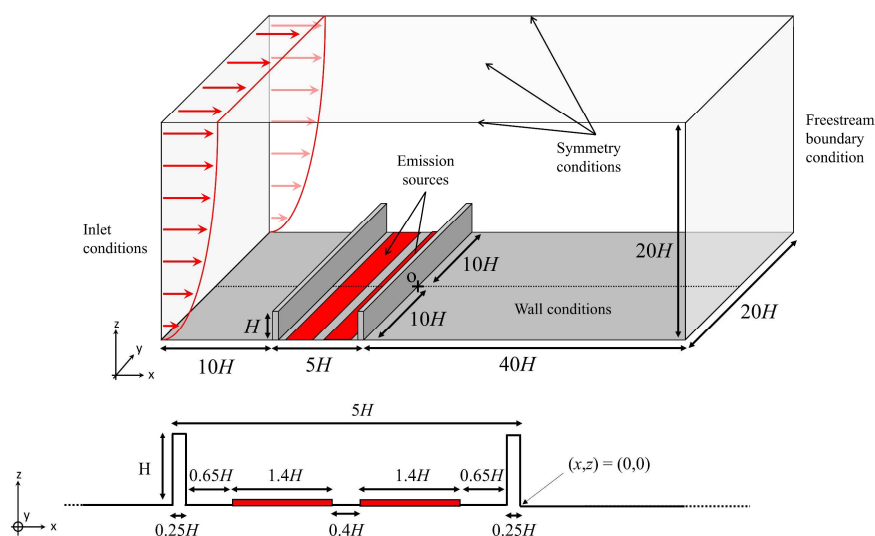 Emission
sources
Symmetry
conditions
Freestream
boundary
condition
Inlet
conditions
20H
10H
o
H
10H
Wall conditions
20H
z
y
x
10H
5H
40H
5H
H
0.65H
1.4H
1.4H
0.65H
(x,z) = (0,0)
z
y
x
0.25H
0.4H
0.25H